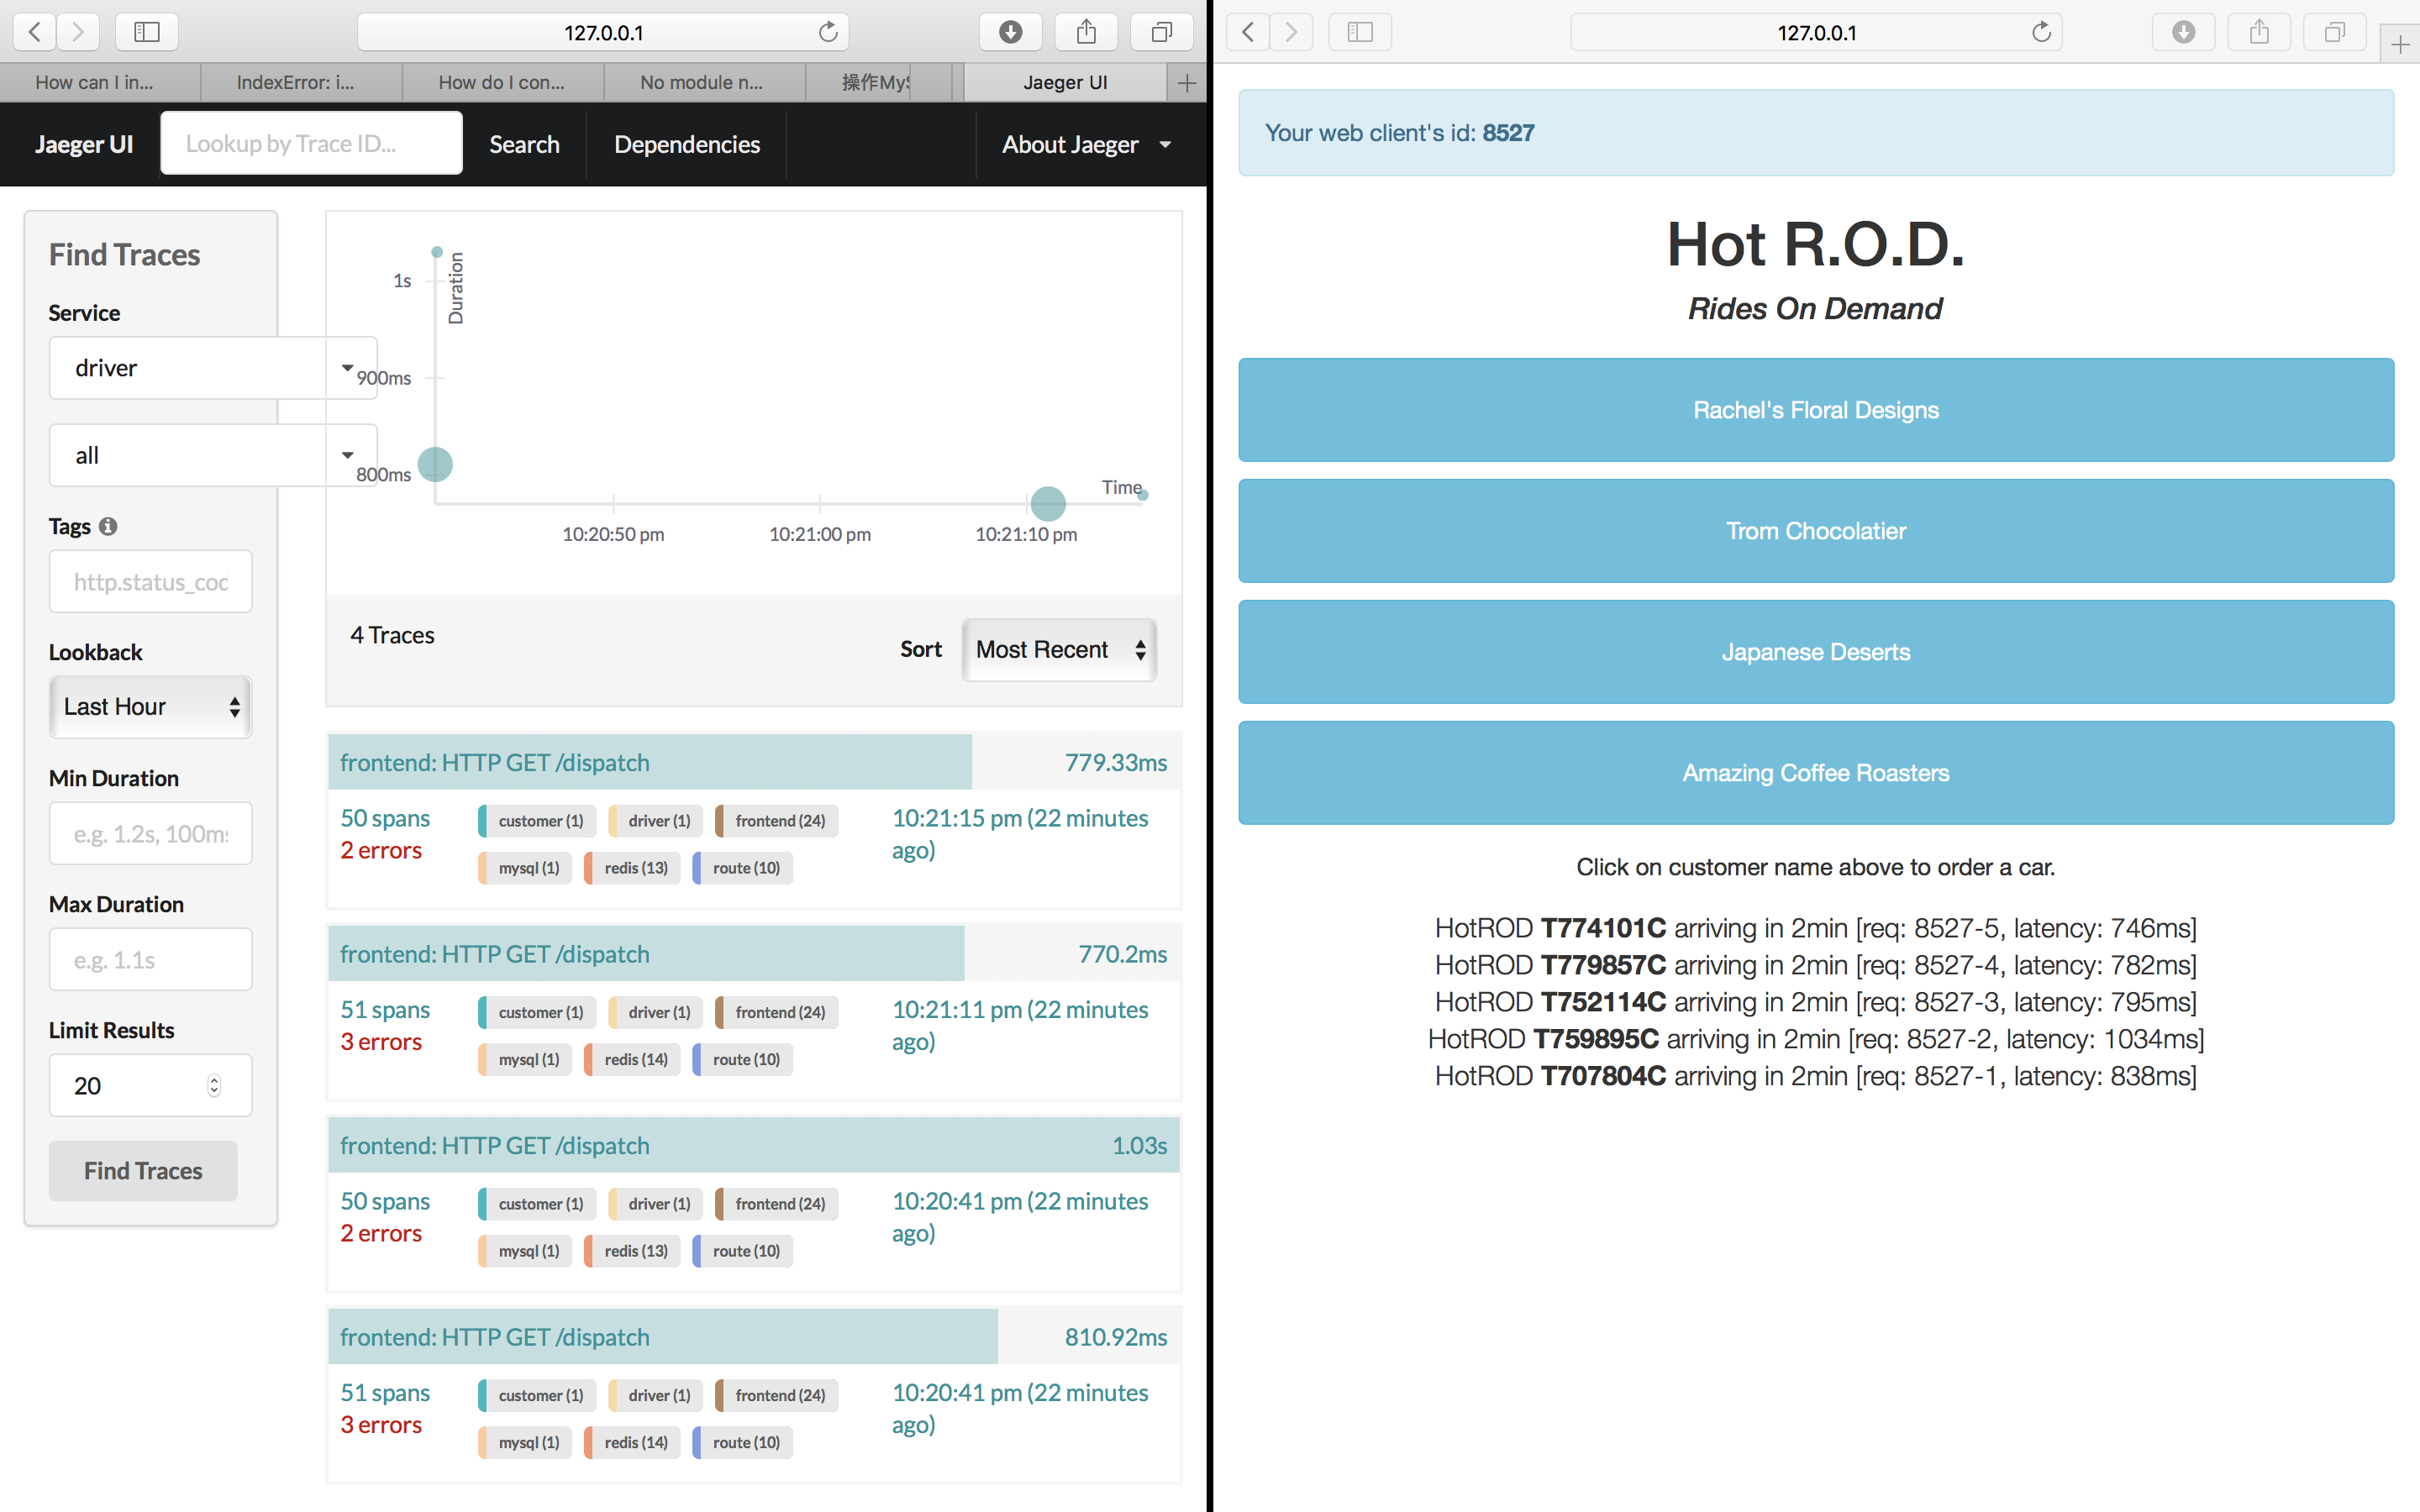 127.0.0.1
How can I in...
IndexError: i...
How do I con...
No module n...
操作My
Jaeger UI
Jaeger UI
Lookup by Trace ID...
Search
Dependencies
About Jaeger
Find Traces
Service
driver
all
Tags
http.status_cod
Lookback
Last Hour
Min Duration
e.g. 1.2s, 100ms
Max Duration
e.g. 1.1s
Limit Results
20
Find Traces
Duration
1s
900ms
800ms
Time
10:20:50 pm
10:21:00 pm
10:21:10 pm
4 Traces
Sort
Most Recent
frontend: HTTP GET /dispatch 779.33ms
50 spans
2 errors
customer (1) driver (1) frontend (24)
mysql (1) redis (13) route (10)
10:21:15 pm (22 minutes
ago)
frontend: HTTP GET /dispatch 770.2ms
51 spans
3 errors
customer (1) driver (1) frontend (24)
mysql (1) redis (14) route (10)
10:21:11 pm (22 minutes
ago)
frontend: HTTP GET /dispatch 1.03s
50 spans
2 errors
customer (1) driver (1) frontend (24)
mysql (1) redis (13) route (10)
10:20:41 pm (22 minutes
ago)
frontend: HTTP GET /dispatch 810.92ms
51 spans
3 errors
customer (1) driver (1) frontend (24)
mysql (1) redis (14) route (10)
10:20:41 pm (22 minutes
ago)
127.0.0.1
Your web client's id: 8527
Hot R.O.D.
Rides On Demand
Rachel's Floral Designs
Trom Chocolatier
Japanese Deserts
Amazing Coffee Roasters
Click on customer name above to order a car.
HotROD T774101C arriving in 2min [req: 8527-5, latency: 746ms]
HotROD T779857C arriving in 2min [req: 8527-4, latency: 782ms]
HotROD T752114C arriving in 2min [req: 8527-3, latency: 795ms]
HotROD T759895C arriving in 2min [req: 8527-2, latency: 1034ms]
HotROD T707804C arriving in 2min [req: 8527-1, latency: 838ms]